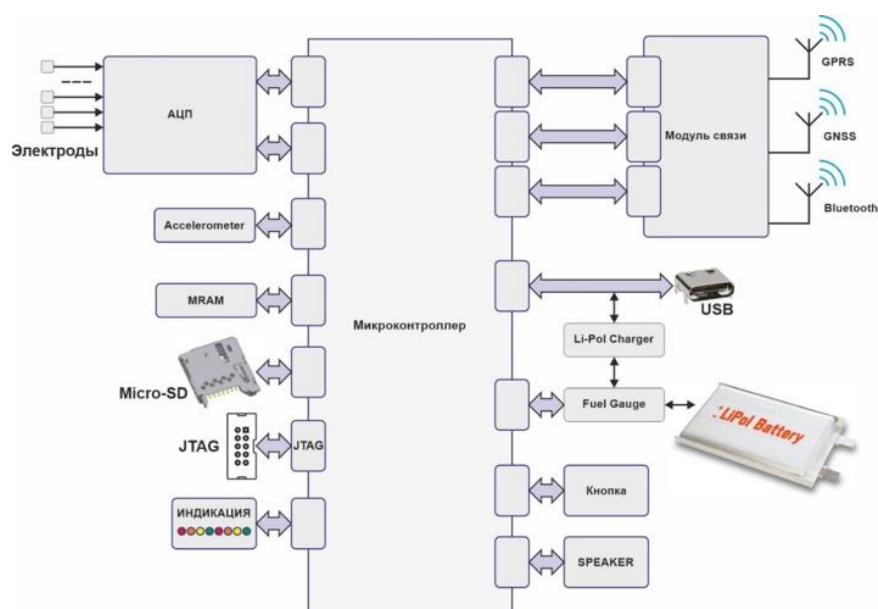 GPRS
АЦП
Модуль связи
Электроды
GNSS
Accelerometer
Bluetooth
MRAM
USB
Микроконтроллер
Li-Pol Charger
Micro-SD
Fuel Gauge
LiPol Battery
JTAG
JTAG
Кнопка
ИНДИКАЦИЯ
SPEAKER